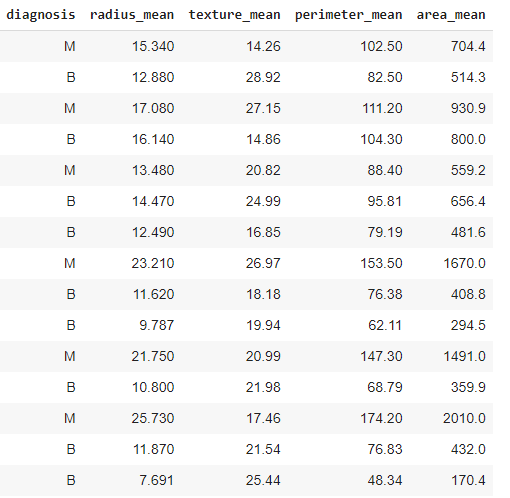 diagnosis radius_mean texture_mean perimeter_mean area_mean
M 15.340 14.26 102.50 704.4
B 12.880 28.92 82.50 514.3
M 17.080 27.15 111.20 930.9
B 16.140 14.86 104.30 800.0
M 13.480 20.82 88.40 559.2
B 14.470 24.99 95.81 656.4
B 12.490 16.85 79.19 481.6
M 23.210 26.97 153.50 1670.0
B 11.620 18.18 76.38 408.8
B 9.787 19.94 62.11 294.5
M 21.750 20.99 147.30 1491.0
B 10.800 21.98 68.79 359.9
M 25.730 17.46 174.20 2010.0
B 11.870 21.54 76.83 432.0
B 7.691 25.44 48.34 170.4